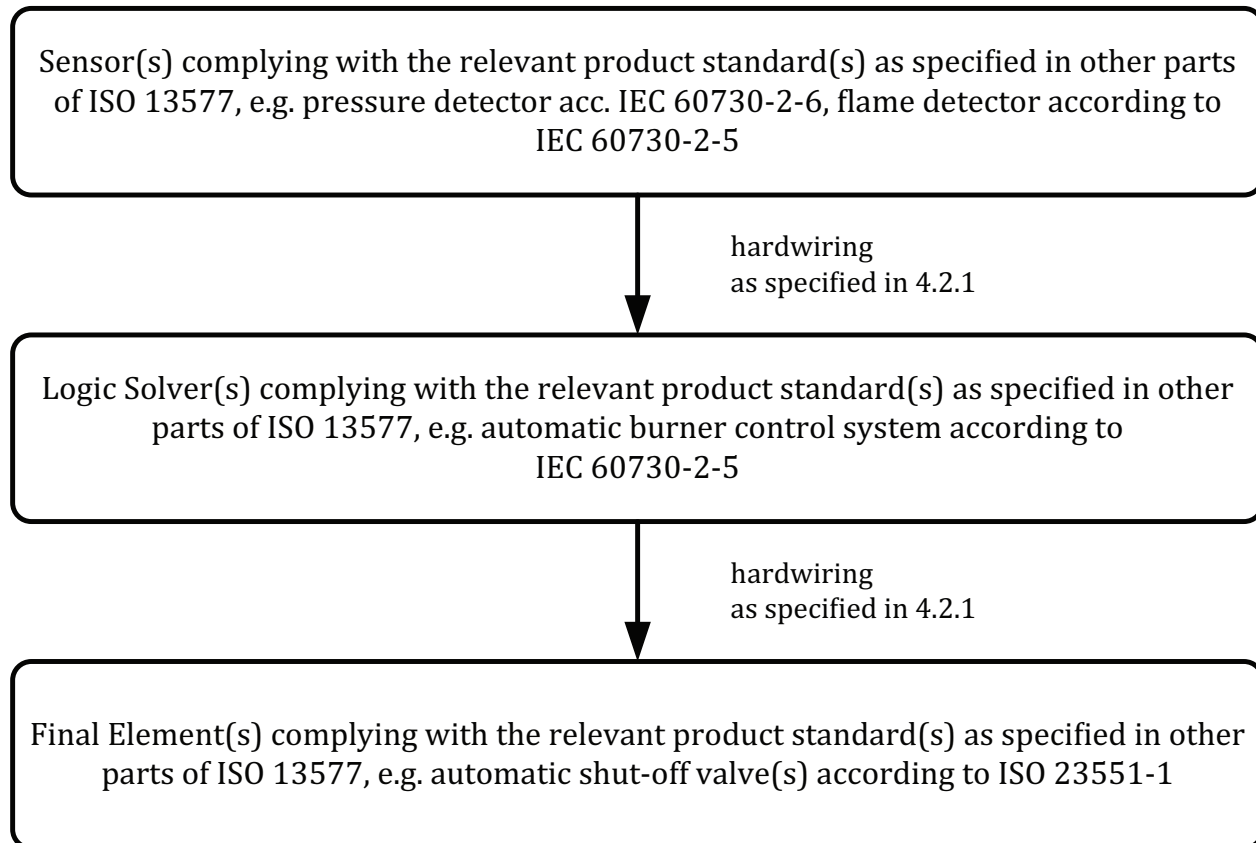 Sensor(s) complying with the relevant product standard(s) as specified in other parts
of ISO 13577, e.g. pressure detector acc. IEC 60730-2-6, flame detector according to
IEC 60730-2-5
hardwiring
as specified in 4.2.1
Logic Solver(s) complying with the relevant product standard(s) as specified in other
parts of ISO 13577, e.g. automatic burner control system according to
IEC 60730-2-5
hardwiring
as specified in 4.2.1
Final Element(s) complying with the relevant product standard(s) as specified in other
parts of ISO 13577, e.g. automatic shut-off valve(s) according to ISO 23551-1